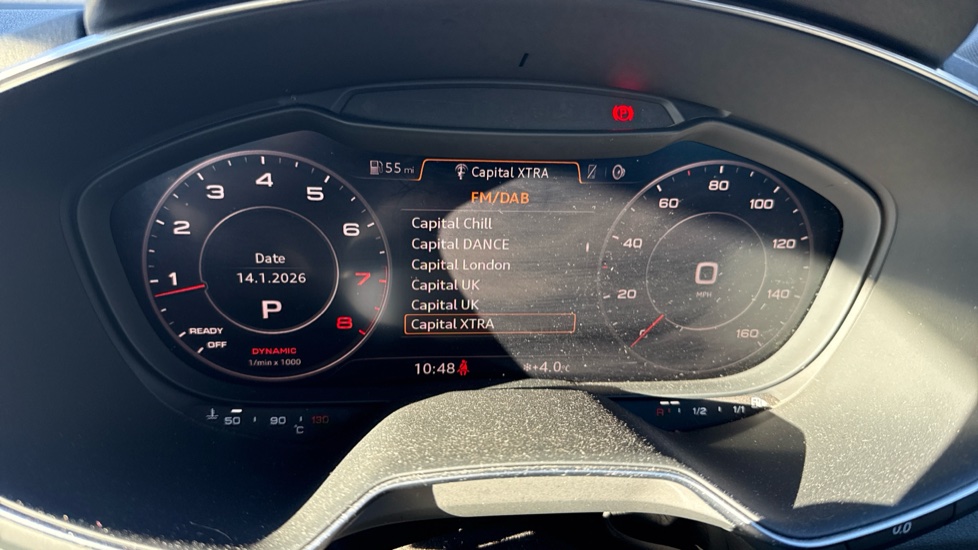 55 mi
Capital XTRA
FM/DAB
Capital Chill
Capital DANCE
Capital London
Capital UK
Capital UK
Capital XTRA
10:48
+4.0°C
1
2
3
4
5
6
7
8
Date
14.1.2026
P
READY
OFF
DYNAMIC
1/min x 1000
0
20
40
60
80
100
120
140
160
0
MPH
50
90
130
°C
R
1/2
1/1
0.0